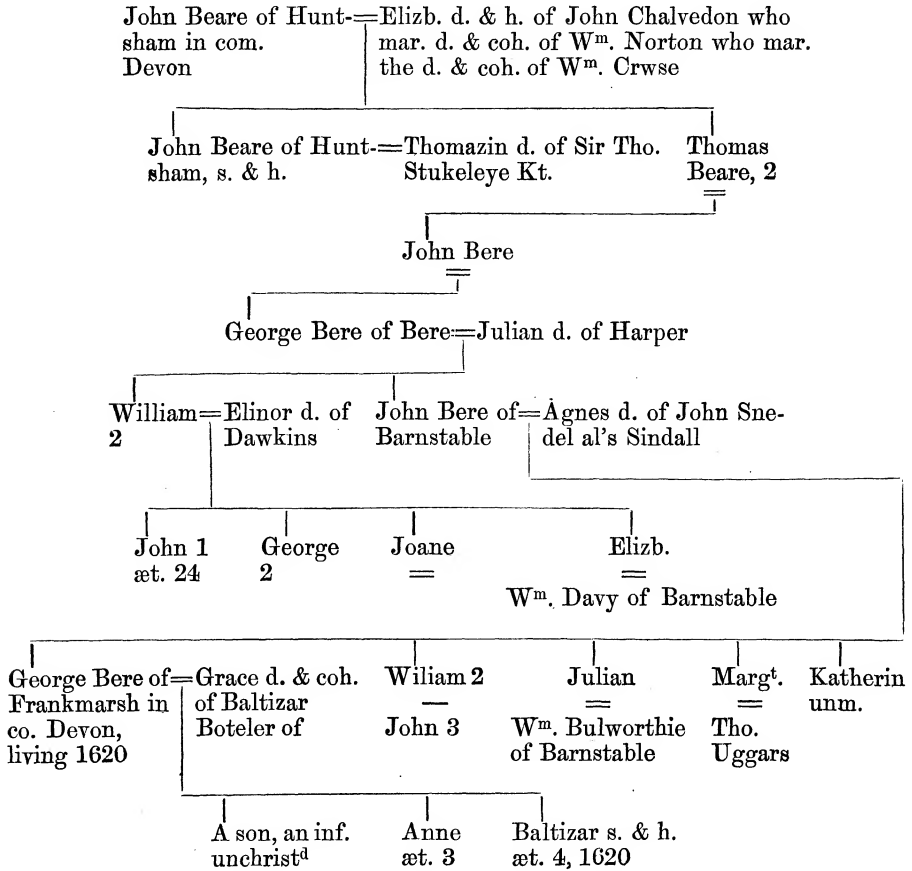 John Beare of Hunt-=Elizb. d. & h. of John Chalvedon who
sham in com. mar. d. & coh. of Wm. Norton who mar.
Devon the d. & coh. of Wm. Crwse
John Beare of Hunt-=Thomazin d. of Sir Tho. Thomas
sham, s. & h. Stukeleye Kt. Beare, 2
=
John Bere
=
George Bere of Bere=Julian d. of Harper
William=Elinor d. of John Bere of=Agnes d. of John Sne-
2 Dawkins Barnstable del al's Sindall
John 1 George Joane Elizb.
æt. 24 2 = =
Wm. Davy of Barnstable
George Bere of=Grace d. & coh. Wiliam 2 Julian Margt. Katherin
Frankmarsh in of Baltizar — = = unm.
co. Devon, Boteler of John 3 Wm. Bulworthie Tho.
living 1620 of Barnstable Uggars
A son, an inf. Anne Baltizar s. & h.
unchristd æt. 3 æt. 4, 1620